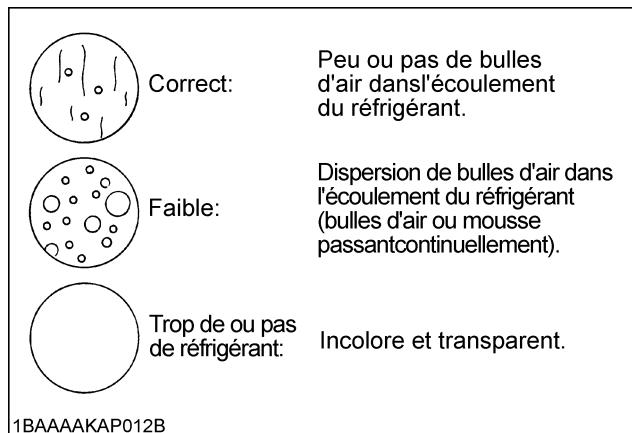 Correct:
Peu ou pas de bulles
d'air dansl'écoulement
du réfrigérant.
Faible:
Dispersion de bulles d'air dans
l'écoulement du réfrigérant
(bulles d'air ou mousse
passantcontinuellement).
Trop de ou pas
de réfrigérant:
Incolore et transparent.
1BAAAAKAP012B